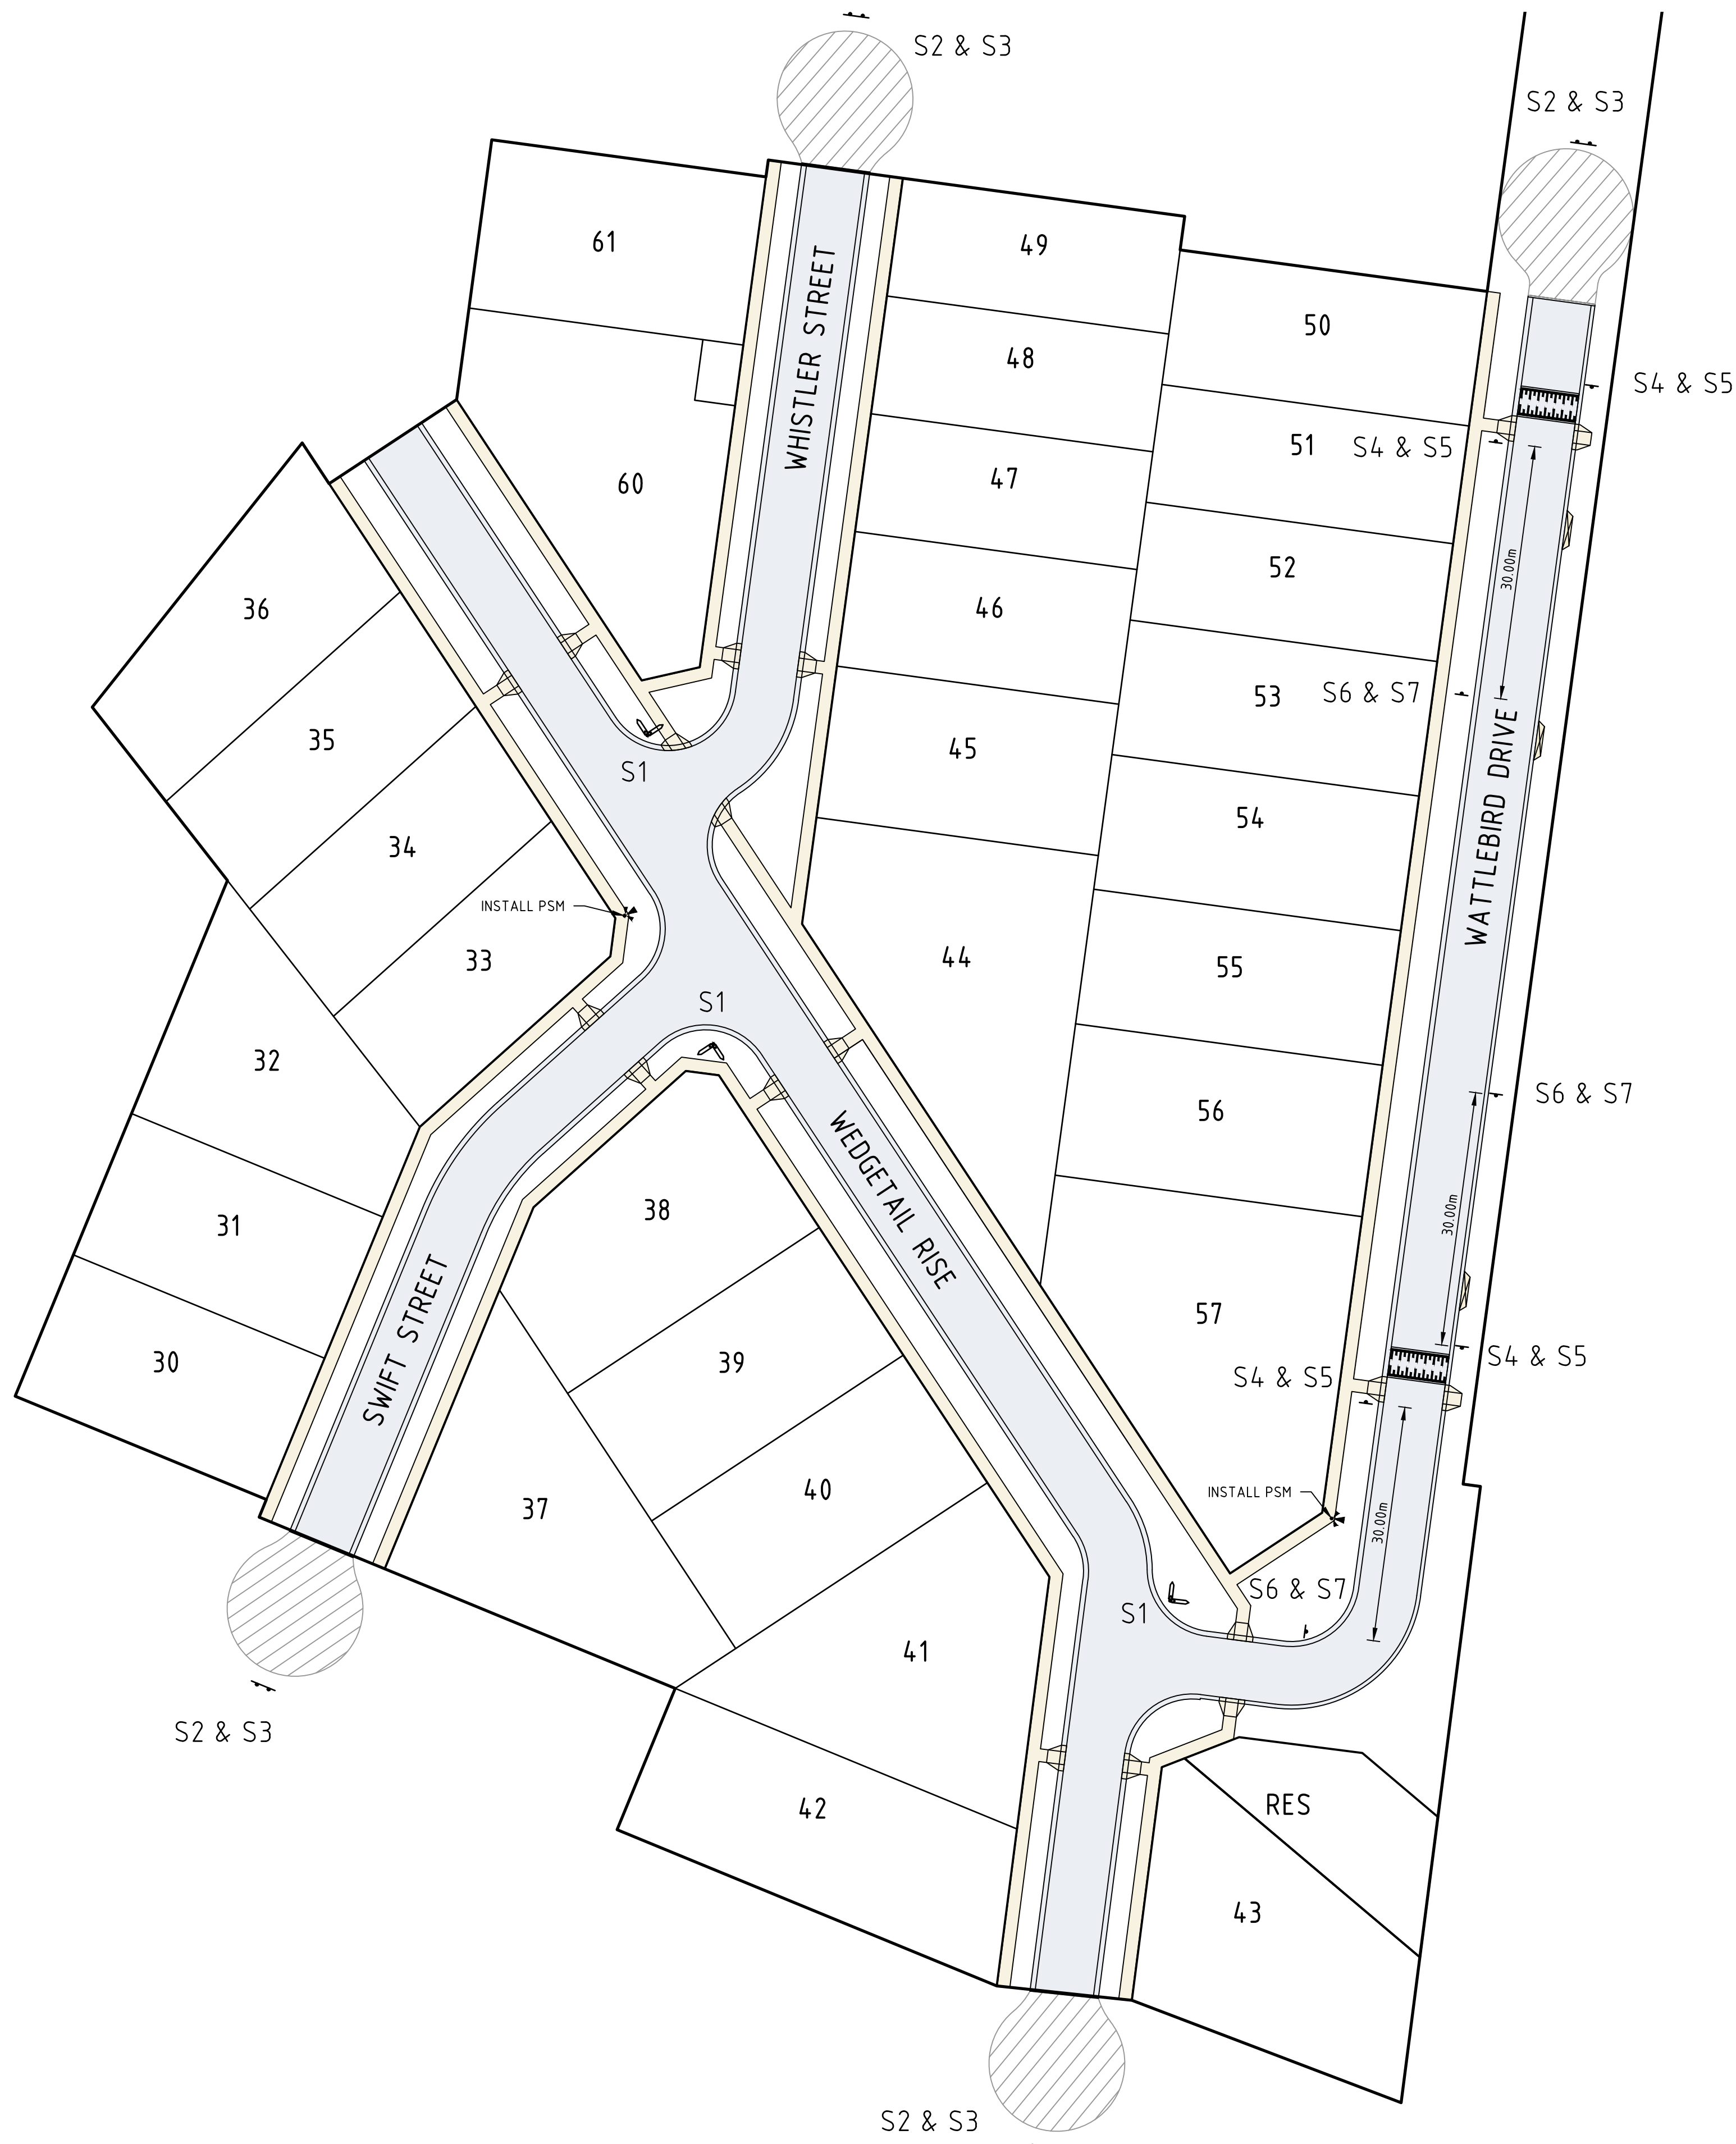 S2 & S3
S2 & S3
61
49
50
WHISTLER STREET
48
S4 & S5
51
S4 & S5
60
47
52
30.00m
36
46
53
S6 & S7
35
45
S1
WATTLEBIRD DRIVE
54
34
INSTALL PSM
33
44
55
S1
32
56
S6 & S7
WEDGETAIL RISE
38
31
30.00m
57
SWIFT STREET
30
39
S4 & S5
S4 & S5
40
37
INSTALL PSM
30.00m
S6 & S7
S1
41
S2 & S3
42
RES
43
S2 & S3